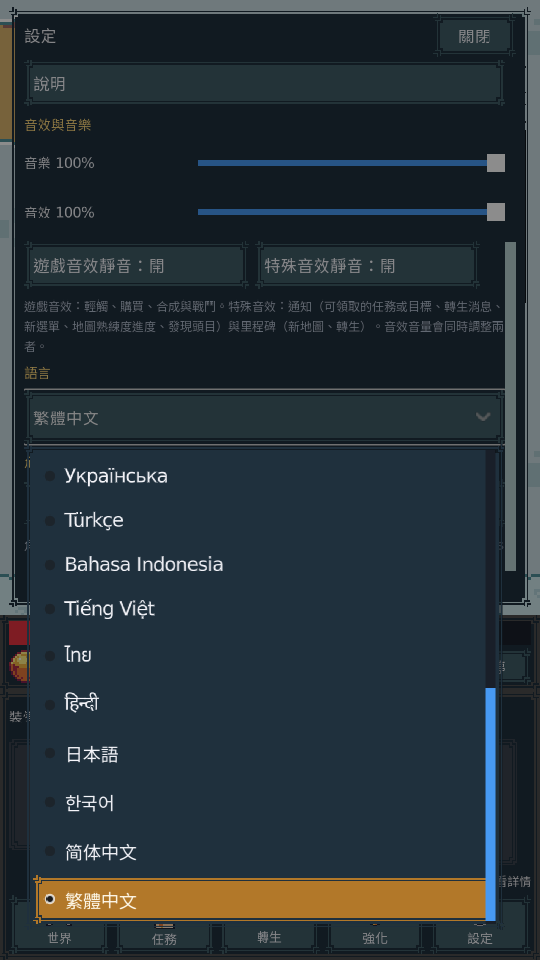 設定
關閉
說明
音效與音樂
音樂 100%
音效 100%
遊戲音效靜音：開
特殊音效靜音：開
遊戲音效：輕觸、購買、合成與戰鬥。特殊音效：通知（可領取的任務或目標、轉生消息、
新選單、地圖熟練度進度、發現頭目）與里程碑（新地圖、轉生）。音效音量會同時調整兩
者。
語言
繁體中文
Українська
Türkçe
Bahasa Indonesia
Tiếng Việt
ไทย
हिन्दी
日本語
한국어
简体中文
繁體中文
詳情
世界
任務
轉生
強化
設定